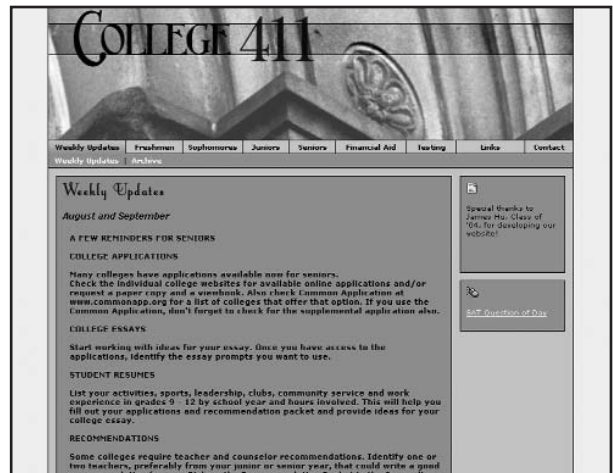 COLLEGE 411
Weekly Updates Freshmen Sophomores Juniors Seniors Financial Aid Testing Links Contact
Weekly Updates | Archive
Weekly Updates
August and September
A FEW REMINDERS FOR SENIORS
COLLEGE APPLICATIONS
Many colleges have applications available now for seniors.
Check the individual college websites for available online applications and/or
request a paper copy and a viewbook. Also check Common Application at
www.commonapp.org for a list of colleges that offer that option. If you use the
Common Application, don't forget to check for the supplemental application also.
COLLEGE ESSAYS
Start working with ideas for your essay. Once you have access to the
applications, identify the essay prompts you want to use.
STUDENT RESUMES
List your activities, sports, leadership, clubs, community service and work
experience in grades 9 - 12 by school year and hours involved. This will help you
fill out your applications and recommendation packet and provide ideas for your
college essay.
RECOMMENDATIONS
Some colleges require teacher and counselor recommendations. Identify one or
two teachers, preferably from your junior or senior year, that could write a good
Special thanks to
James Hu, Class of
'04, for developing our
website!
SAT Question of Day